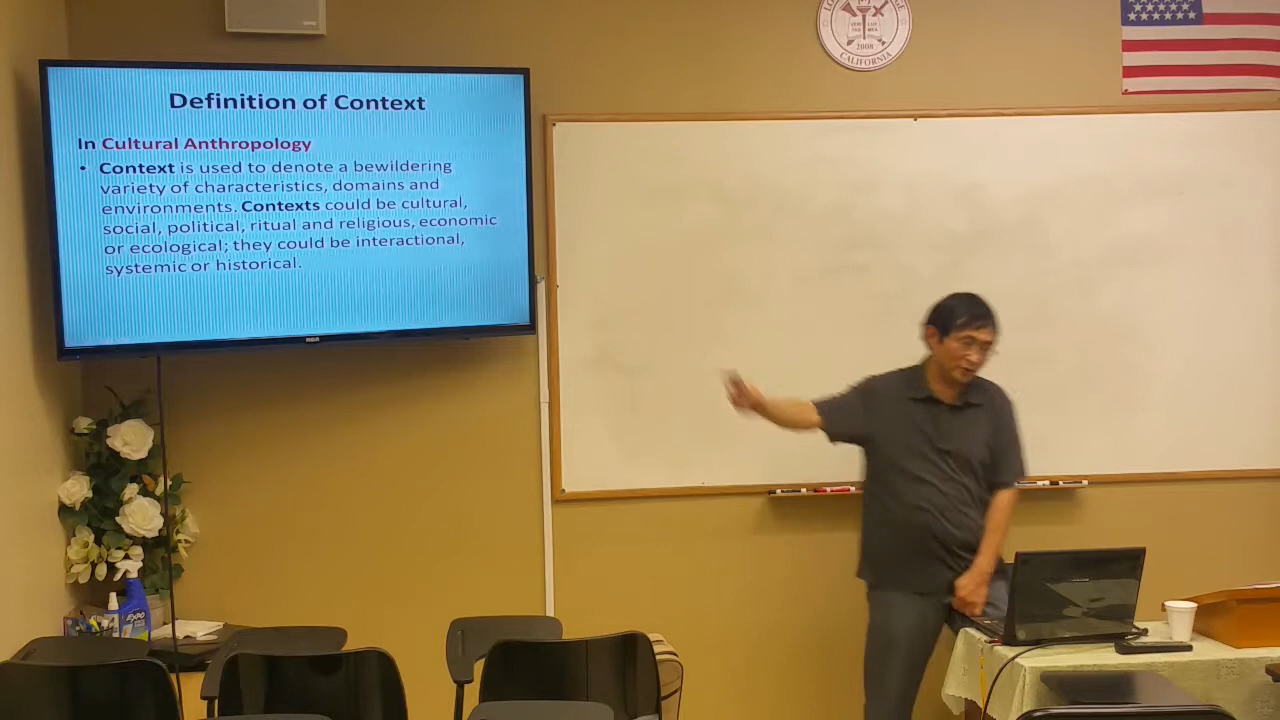 Definition of Context
In Cultural Anthropology
• Context is used to denote a bewildering
variety of characteristics, domains and
environments. Contexts could be cultural,
social, political, ritual and religious, economic
or ecological; they could be interactional,
systemic or historical.
RCA
2008
CALIFORNIA
EXPO